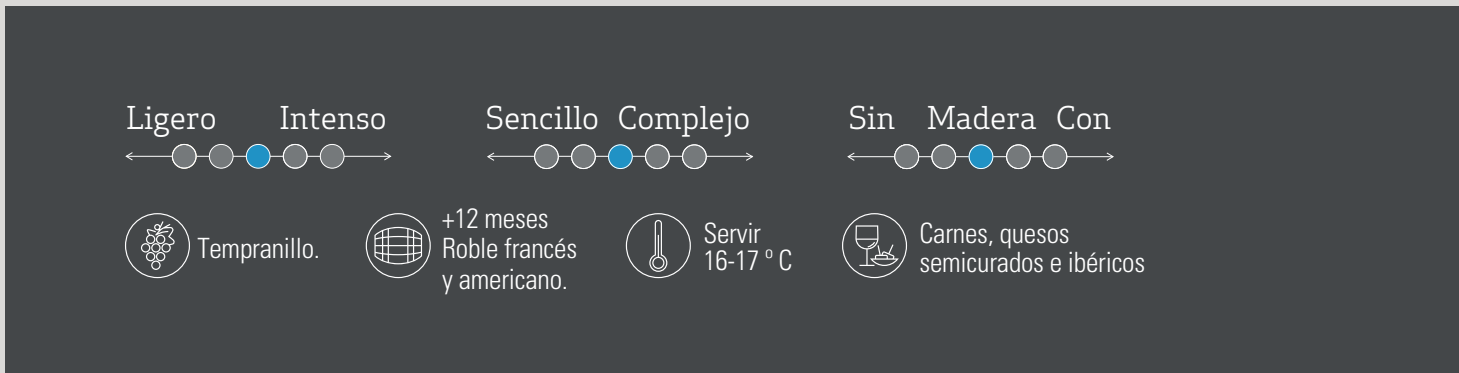 Ligero Intenso
Sencillo Complejo
Sin Madera Con
Tempranillo.
+12 meses
Roble francés
y americano.
Servir
16-17 º C
Carnes, quesos
semicurados e ibéricos